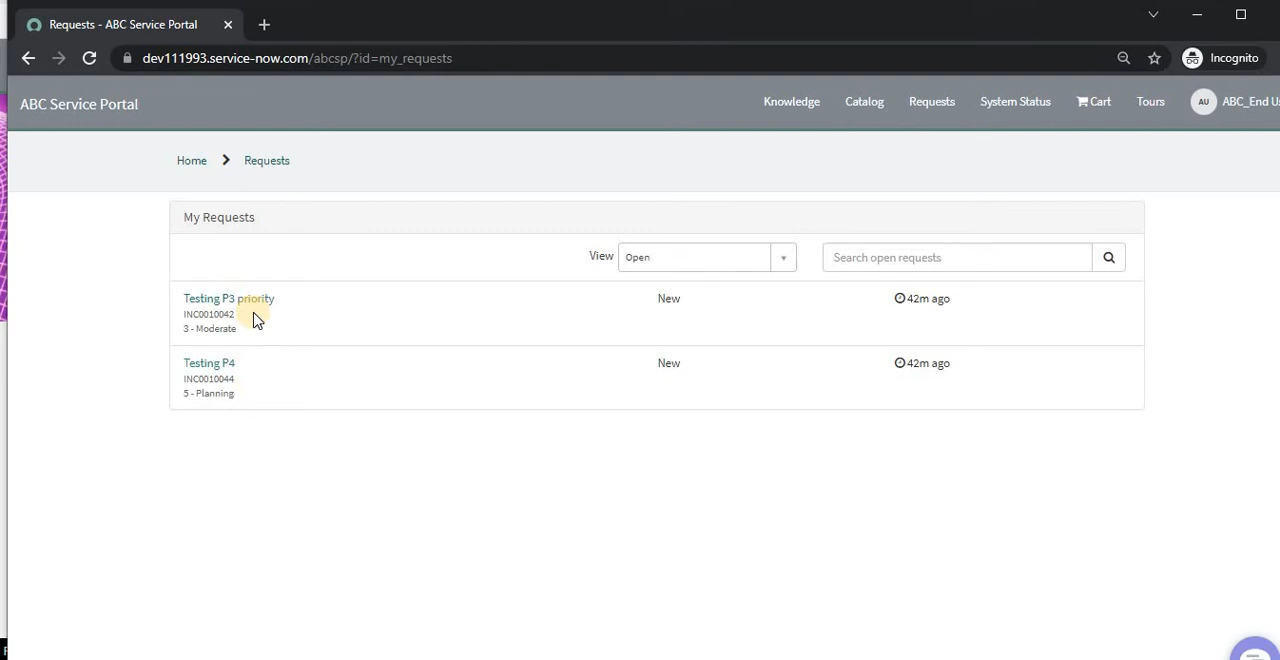 Requests - ABC Service Portal
dev111993.service-now.com/abcsp/?id=my_requests
Incognito
ABC Service Portal
Knowledge
Catalog
Requests
System Status
Cart
Tours
AU
ABC_End Us
Home
Requests
My Requests
View
Open
Search open requests
Testing P3 priority
New
42m ago
INC0010042
3 - Moderate
Testing P4
New
42m ago
INC0010044
5 - Planning